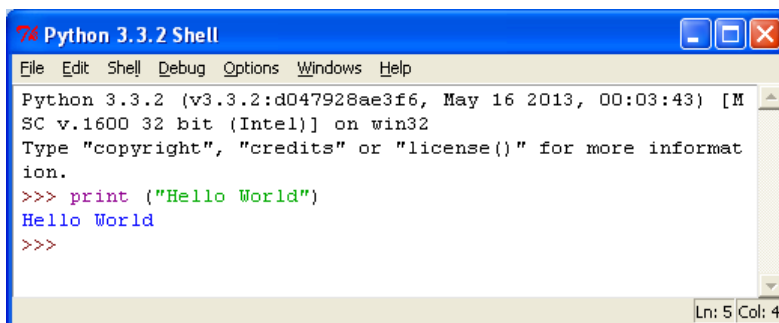 Python 3.3.2 Shell
File Edit Shell Debug Options Windows Help
Python 3.3.2 (v3.3.2:d047928ae3f6, May 16 2013, 00:03:43) [M
SC v.1600 32 bit (Intel)] on win32
Type "copyright", "credits" or "license()" for more informat
ion.
>>> print ("Hello World")
Hello World
>>>
Ln: 5 Col: 4